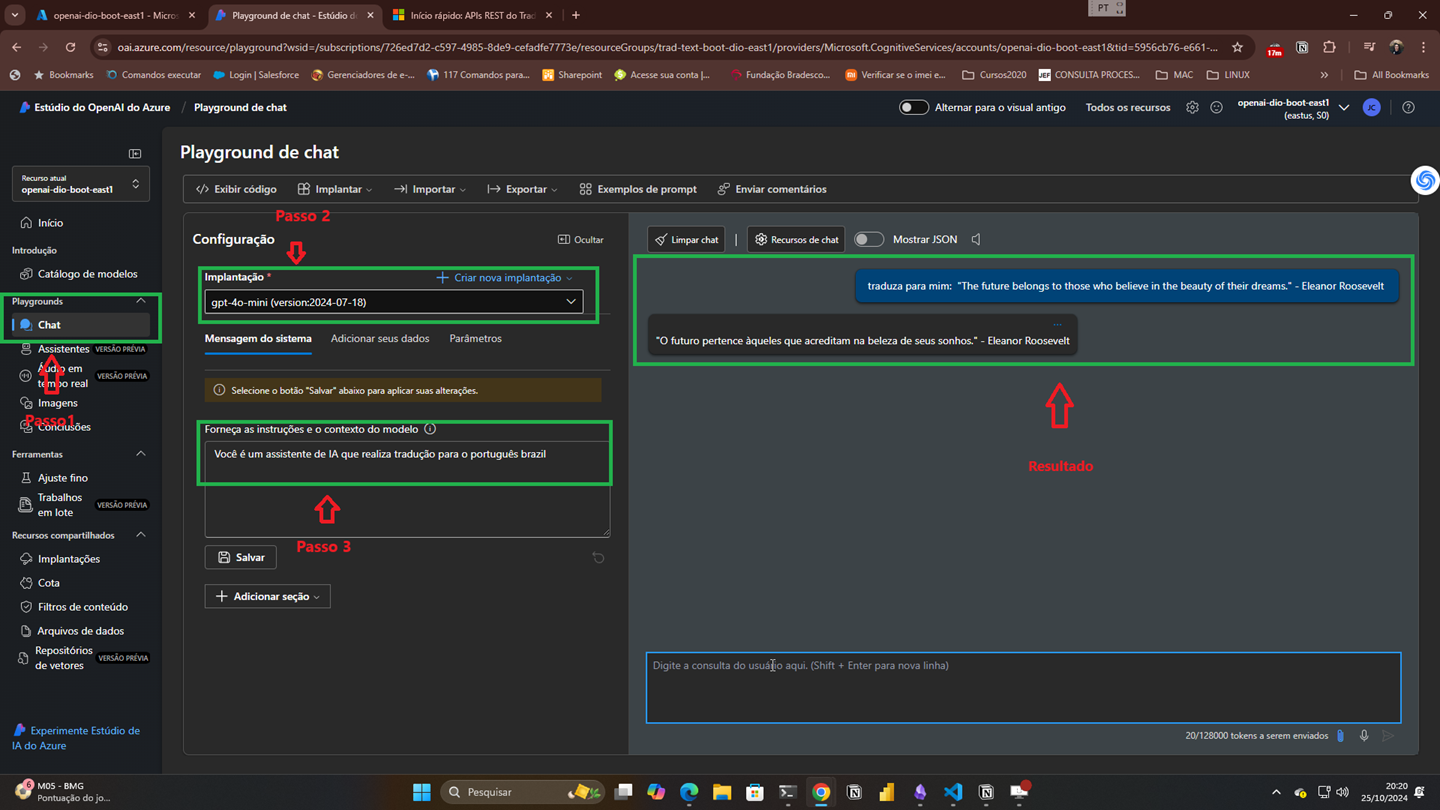 openai-dio-boot-east1 - Micros
Playground de chat - Estúdio d
Início rápido: APIs REST do Trad
PT
oai.azure.com/resource/playground?wsid=/subscriptions/726ed7d2-c597-4985-8de9-cefadfe7773e/resourceGroups/trad-text-boot-dio-east1/providers/Microsoft.CognitiveServices/accounts/openai-dio-boot-east1&tid=5956cb76-e661-...
17m
Bookmarks
Comandos executar
Login | Salesforce
Gerenciadores de e-...
117 Comandos para...
Sharepoint
Acesse sua conta |...
Fundação Bradesco...
Verificar se o imei e...
Cursos2020
JEF CONSULTA PROCES...
MAC
LINUX
All Bookmarks
Estúdio do OpenAI do Azure / Playground de chat
Alternar para o visual antigo
Todos os recursos
openai-dio-boot-east1
(eastus, S0)
JC
Recurso atual
openai-dio-boot-east1
Início
Introdução
Catálogo de modelos
Playgrounds
Chat
Assistentes VERSÃO PRÉVIA
Áudio em
tempo real VERSÃO PRÉVIA
Imagens
Passo1
Conclusões
Ferramentas
Ajuste fino
Trabalhos
em lote VERSÃO PRÉVIA
Recursos compartilhados
Implantações
Cota
Filtros de conteúdo
Arquivos de dados
Repositórios
de vetores VERSÃO PRÉVIA
Experimente Estúdio de
IA do Azure
Playground de chat
Exibir código
Implantar
Importar
Exportar
Exemplos de prompt
Enviar comentários
Passo 2
Configuração
Ocultar
Implantação *
Criar nova implantação
gpt-4o-mini (version:2024-07-18)
Mensagem do sistema
Adicionar seus dados
Parâmetros
Selecione o botão "Salvar" abaixo para aplicar suas alterações.
Forneça as instruções e o contexto do modelo
Você é um assistente de IA que realiza tradução para o português brazil
Passo 3
Salvar
Adicionar seção
Limpar chat
|
Recursos de chat
Mostrar JSON
traduza para mim: "The future belongs to those who believe in the beauty of their dreams." - Eleanor Roosevelt
...
"O futuro pertence àqueles que acreditam na beleza de seus sonhos." - Eleanor Roosevelt
Resultado
Digite a consulta do usuário aqui. (Shift + Enter para nova linha)
20/128000 tokens a serem enviados
6
M05 - BMG
Pontuação do jo...
Pesquisar
20:20
25/10/2024